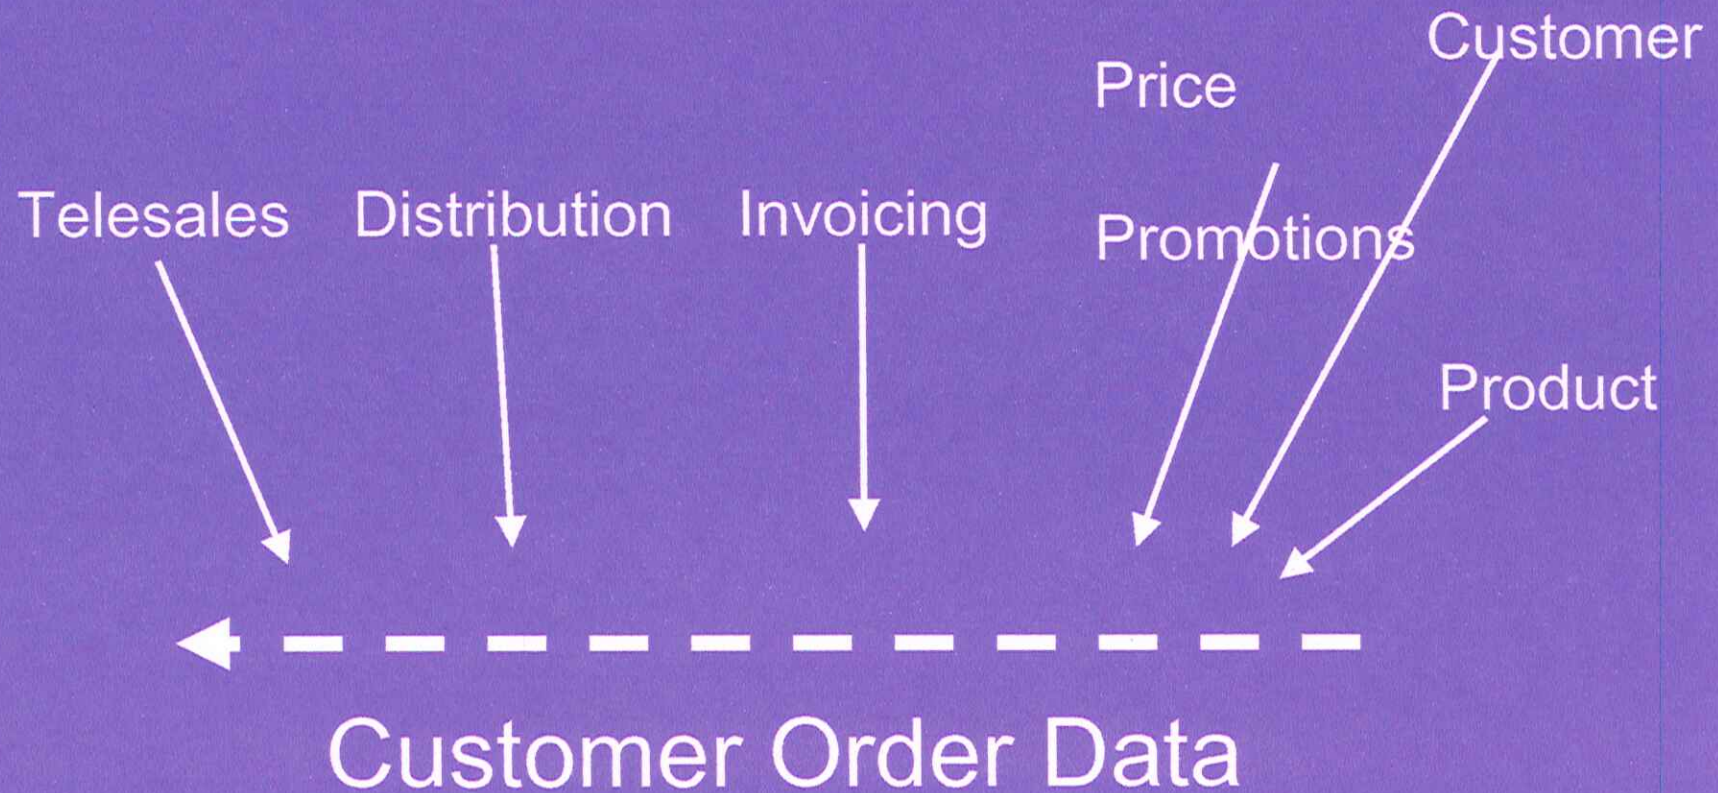 Customer
Price
Telesales
Distribution
Invoicing
Promotions
Product
Customer Order Data